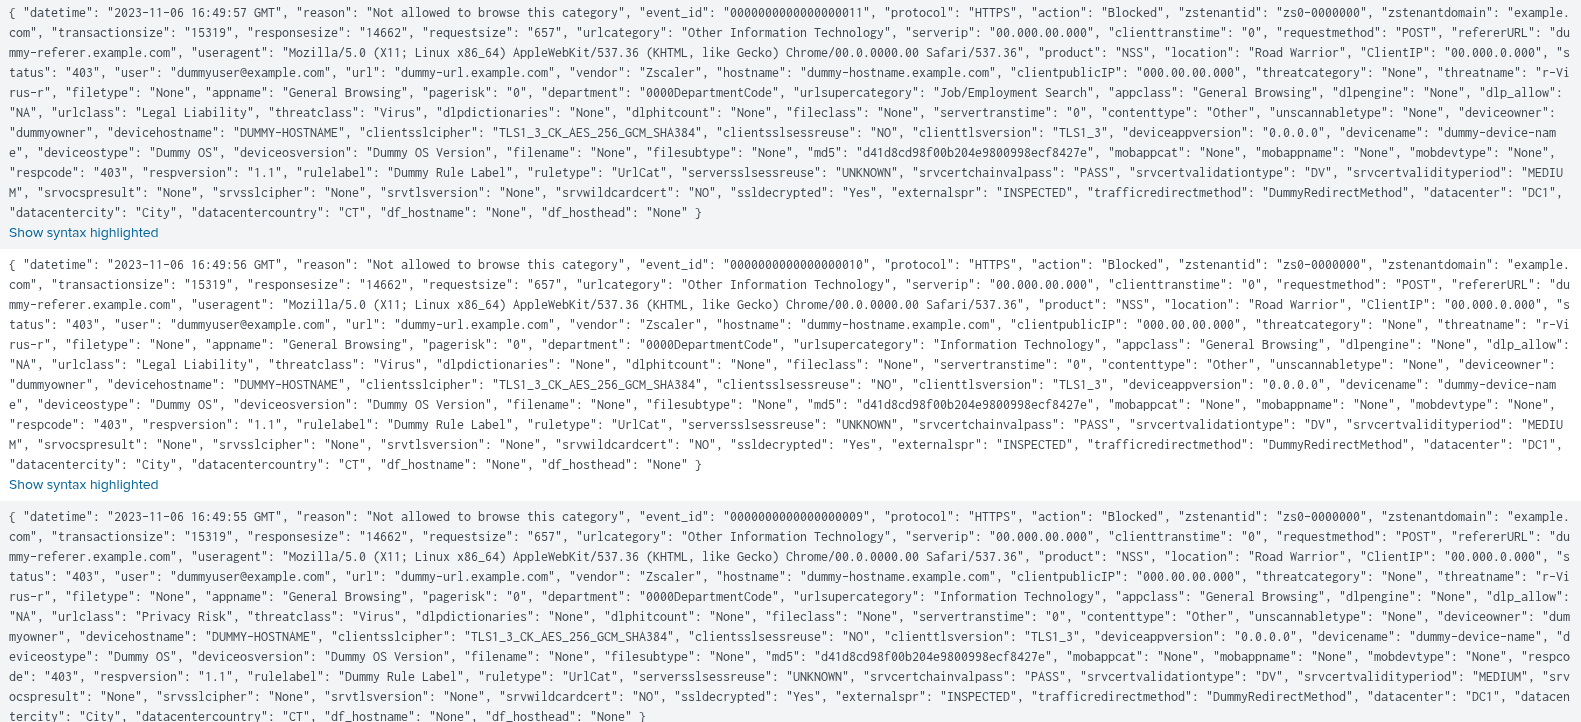 { "datetime": "2023-11-06 16:49:57 GMT", "reason": "Not allowed to browse this category", "event_id": "0000000000000000011", "protocol": "HTTPS", "action": "Blocked", "zstenantid": "zs0-0000000", "zstenantdomain": "example.
com", "transactionsize": "15319", "responsesize": "14662", "requestsize": "657", "urlcategory": "Other Information Technology", "serverip": "00.000.00.000", "clienttranstime": "0", "requestmethod": "POST", "refererURL": "du
mmy-referer.example.com", "useragent": "Mozilla/5.0 (X11; Linux x86_64) AppleWebKit/537.36 (KHTML, like Gecko) Chrome/00.0.0000.00 Safari/537.36", "product": "NSS", "location": "Road Warrior", "ClientIP": "00.000.0.000", "s
tatus": "403", "user": "dummyuser@example.com", "url": "dummy-url.example.com", "vendor": "Zscaler", "hostname": "dummy-hostname.example.com", "clientpublicIP": "000.00.00.000", "threatcategory": "None", "threatname": "r-Vi
rus-r", "filetype": "None", "appname": "General Browsing", "pagerisk": "0", "department": "0000DepartmentCode", "urlsupercategory": "Job/Employment Search", "appclass": "General Browsing", "dlpengine": "None", "dlp_allow":
"NA", "urlclass": "Legal Liability", "threatclass": "Virus", "dlpdictionaries": "None", "dlphitcount": "None", "fileclass": "None", "servertranstime": "0", "contenttype": "Other", "unscannabletype": "None", "deviceowner":
"dummyowner", "devicehostname": "DUMMY-HOSTNAME", "clientsslcipher": "TLS1_3_CK_AES_256_GCM_SHA384", "clientsslsessreuse": "NO", "clienttlsversion": "TLS1_3", "deviceappversion": "0.0.0.0", "devicename": "dummy-device-nam
e", "deviceostype": "Dummy OS", "deviceosversion": "Dummy OS Version", "filename": "None", "filesubtype": "None", "md5": "d41d8cd98f00b204e9800998ecf8427e", "mobappcat": "None", "mobappname": "None", "mobdevtype": "None",
"respcode": "403", "respversion": "1.1", "rulelabel": "Dummy Rule Label", "ruletype": "UrlCat", "serversslsessreuse": "UNKNOWN", "srvcertchainvalpass": "PASS", "srvcertvalidationtype": "DV", "srvcertvalidityperiod": "MEDIU
M", "srvocspresult": "None", "srvsslcipher": "None", "srvtlsversion": "None", "srvwildcardcert": "NO", "ssldecrypted": "Yes", "externalspr": "INSPECTED", "trafficredirectmethod": "DummyRedirectMethod", "datacenter": "DC1",
"datacentercity": "City", "datacentercountry": "CT", "df_hostname": "None", "df_hosthead": "None" }
Show syntax highlighted
{ "datetime": "2023-11-06 16:49:56 GMT", "reason": "Not allowed to browse this category", "event_id": "0000000000000000010", "protocol": "HTTPS", "action": "Blocked", "zstenantid": "zs0-0000000", "zstenantdomain": "example.
com", "transactionsize": "15319", "responsesize": "14662", "requestsize": "657", "urlcategory": "Other Information Technology", "serverip": "00.000.00.000", "clienttranstime": "0", "requestmethod": "POST", "refererURL": "du
mmy-referer.example.com", "useragent": "Mozilla/5.0 (X11; Linux x86_64) AppleWebKit/537.36 (KHTML, like Gecko) Chrome/00.0.0000.00 Safari/537.36", "product": "NSS", "location": "Road Warrior", "ClientIP": "00.000.0.000", "s
tatus": "403", "user": "dummyuser@example.com", "url": "dummy-url.example.com", "vendor": "Zscaler", "hostname": "dummy-hostname.example.com", "clientpublicIP": "000.00.00.000", "threatcategory": "None", "threatname": "r-Vi
rus-r", "filetype": "None", "appname": "General Browsing", "pagerisk": "0", "department": "0000DepartmentCode", "urlsupercategory": "Information Technology", "appclass": "General Browsing", "dlpengine": "None", "dlp_allow":
"NA", "urlclass": "Legal Liability", "threatclass": "Virus", "dlpdictionaries": "None", "dlphitcount": "None", "fileclass": "None", "servertranstime": "0", "contenttype": "Other", "unscannabletype": "None", "deviceowner":
"dummyowner", "devicehostname": "DUMMY-HOSTNAME", "clientsslcipher": "TLS1_3_CK_AES_256_GCM_SHA384", "clientsslsessreuse": "NO", "clienttlsversion": "TLS1_3", "deviceappversion": "0.0.0.0", "devicename": "dummy-device-nam
e", "deviceostype": "Dummy OS", "deviceosversion": "Dummy OS Version", "filename": "None", "filesubtype": "None", "md5": "d41d8cd98f00b204e9800998ecf8427e", "mobappcat": "None", "mobappname": "None", "mobdevtype": "None",
"respcode": "403", "respversion": "1.1", "rulelabel": "Dummy Rule Label", "ruletype": "UrlCat", "serversslsessreuse": "UNKNOWN", "srvcertchainvalpass": "PASS", "srvcertvalidationtype": "DV", "srvcertvalidityperiod": "MEDIU
M", "srvocspresult": "None", "srvsslcipher": "None", "srvtlsversion": "None", "srvwildcardcert": "NO", "ssldecrypted": "Yes", "externalspr": "INSPECTED", "trafficredirectmethod": "DummyRedirectMethod", "datacenter": "DC1",
"datacentercity": "City", "datacentercountry": "CT", "df_hostname": "None", "df_hosthead": "None" }
Show syntax highlighted
{ "datetime": "2023-11-06 16:49:55 GMT", "reason": "Not allowed to browse this category", "event_id": "0000000000000000009", "protocol": "HTTPS", "action": "Blocked", "zstenantid": "zs0-0000000", "zstenantdomain": "example.
com", "transactionsize": "15319", "responsesize": "14662", "requestsize": "657", "urlcategory": "Other Information Technology", "serverip": "00.000.00.000", "clienttranstime": "0", "requestmethod": "POST", "refererURL": "du
mmy-referer.example.com", "useragent": "Mozilla/5.0 (X11; Linux x86_64) AppleWebKit/537.36 (KHTML, like Gecko) Chrome/00.0.0000.00 Safari/537.36", "product": "NSS", "location": "Road Warrior", "ClientIP": "00.000.0.000", "s
tatus": "403", "user": "dummyuser@example.com", "url": "dummy-url.example.com", "vendor": "Zscaler", "hostname": "dummy-hostname.example.com", "clientpublicIP": "000.00.00.000", "threatcategory": "None", "threatname": "r-Vi
rus-r", "filetype": "None", "appname": "General Browsing", "pagerisk": "0", "department": "0000DepartmentCode", "urlsupercategory": "Information Technology", "appclass": "General Browsing", "dlpengine": "None", "dlp_allow":
"NA", "urlclass": "Privacy Risk", "threatclass": "Virus", "dlpdictionaries": "None", "dlphitcount": "None", "fileclass": "None", "servertranstime": "0", "contenttype": "Other", "unscannabletype": "None", "deviceowner": "dum
myowner", "devicehostname": "DUMMY-HOSTNAME", "clientsslcipher": "TLS1_3_CK_AES_256_GCM_SHA384", "clientsslsessreuse": "NO", "clienttlsversion": "TLS1_3", "deviceappversion": "0.0.0.0", "devicename": "dummy-device-name", "d
eviceostype": "Dummy OS", "deviceosversion": "Dummy OS Version", "filename": "None", "filesubtype": "None", "md5": "d41d8cd98f00b204e9800998ecf8427e", "mobappcat": "None", "mobappname": "None", "mobdevtype": "None", "respco
de": "403", "respversion": "1.1", "rulelabel": "Dummy Rule Label", "ruletype": "UrlCat", "serversslsessreuse": "UNKNOWN", "srvcertchainvalpass": "PASS", "srvcertvalidationtype": "DV", "srvcertvalidityperiod": "MEDIUM", "srv
ocspresult": "None", "srvsslcipher": "None", "srvtlsversion": "None", "srvwildcardcert": "NO", "ssldecrypted": "Yes", "externalspr": "INSPECTED", "trafficredirectmethod": "DummyRedirectMethod", "datacenter": "DC1", "datacen
tercity": "City", "datacentercountry": "CT", "df_hostname": "None", "df_hosthead": "None" }